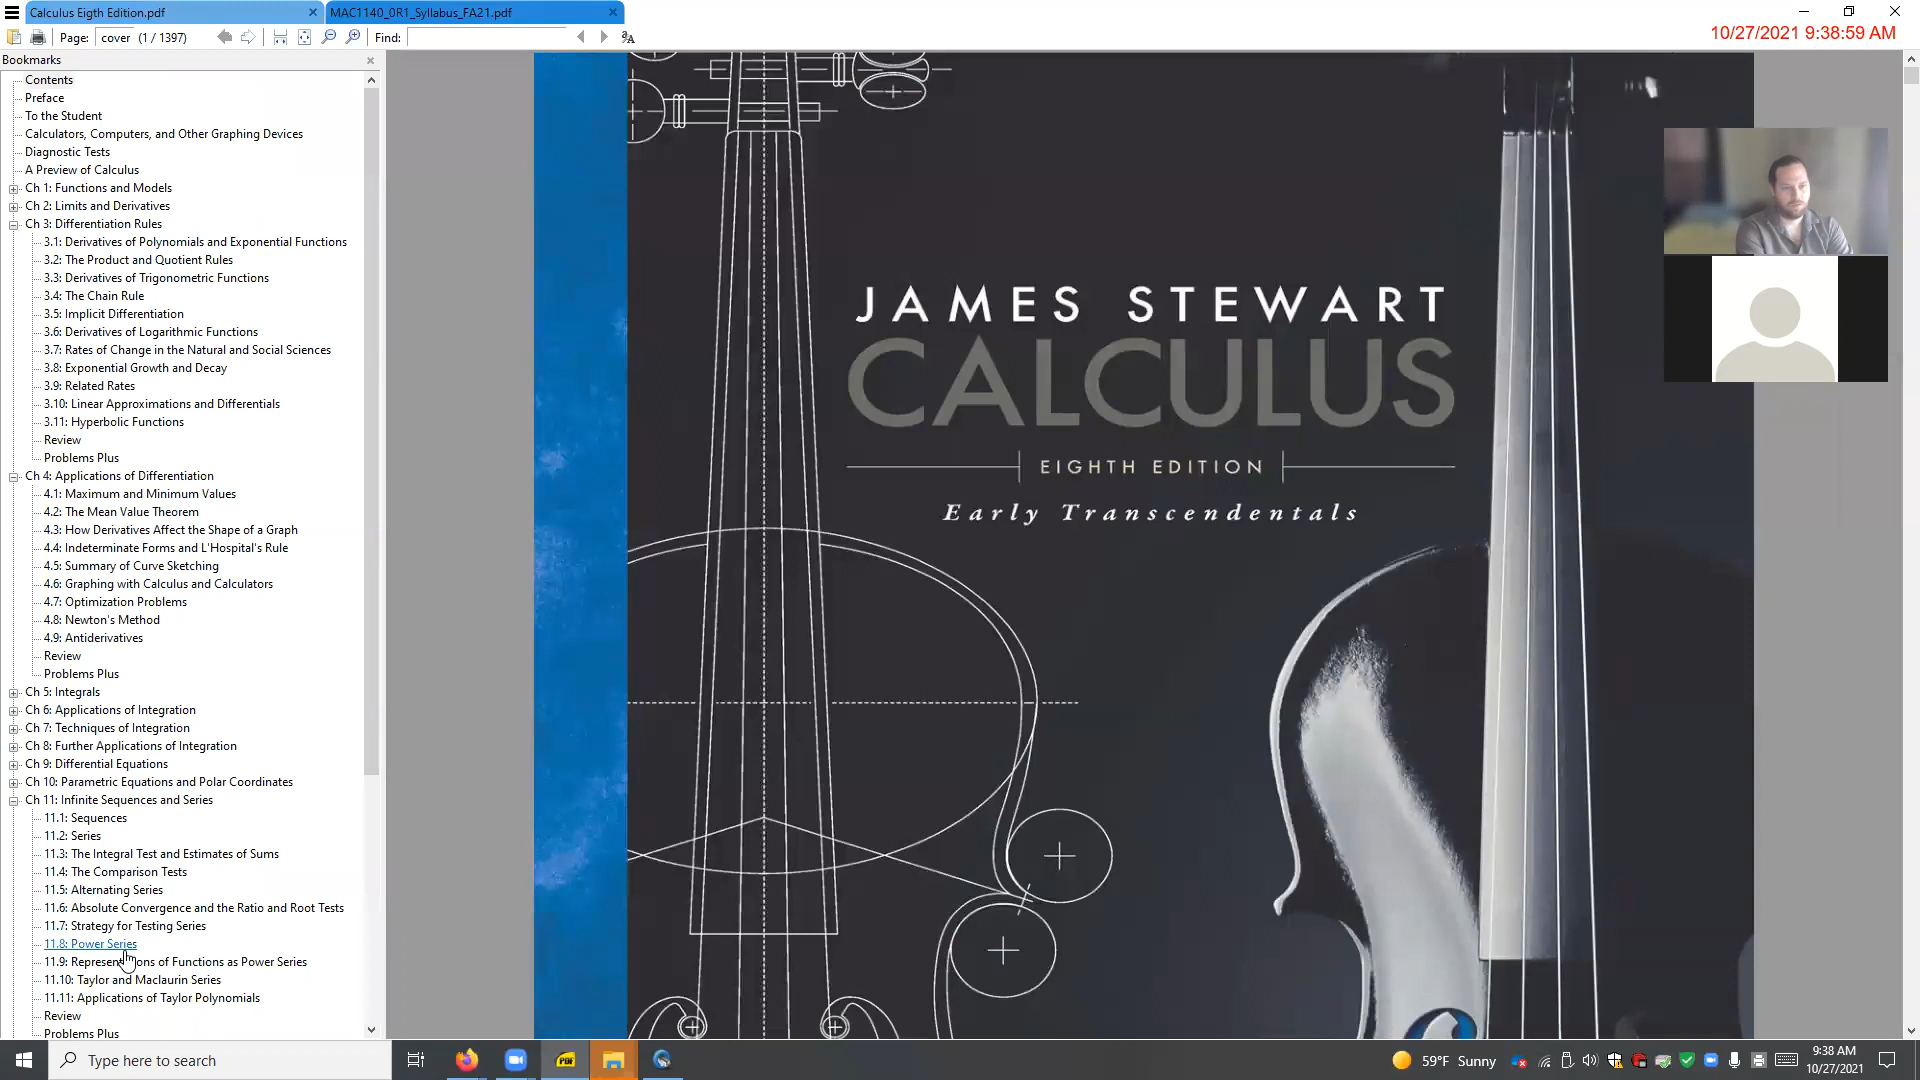 Calculus Eigth Edition.pdf
MAC1140_0R1_Syllabus_FA21.pdf
Page: cover (1 / 1397)
Find:
10/27/2021 9:38:59 AM
Bookmarks
Contents
Preface
To the Student
Calculators, Computers, and Other Graphing Devices
Diagnostic Tests
A Preview of Calculus
Ch 1: Functions and Models
Ch 2: Limits and Derivatives
Ch 3: Differentiation Rules
3.1: Derivatives of Polynomials and Exponential Functions
3.2: The Product and Quotient Rules
3.3: Derivatives of Trigonometric Functions
3.4: The Chain Rule
3.5: Implicit Differentiation
3.6: Derivatives of Logarithmic Functions
3.7: Rates of Change in the Natural and Social Sciences
3.8: Exponential Growth and Decay
3.9: Related Rates
3.10: Linear Approximations and Differentials
3.11: Hyperbolic Functions
Review
Problems Plus
Ch 4: Applications of Differentiation
4.1: Maximum and Minimum Values
4.2: The Mean Value Theorem
4.3: How Derivatives Affect the Shape of a Graph
4.4: Indeterminate Forms and L'Hospital's Rule
4.5: Summary of Curve Sketching
4.6: Graphing with Calculus and Calculators
4.7: Optimization Problems
4.8: Newton's Method
4.9: Antiderivatives
Review
Problems Plus
Ch 5: Integrals
Ch 6: Applications of Integration
Ch 7: Techniques of Integration
Ch 8: Further Applications of Integration
Ch 9: Differential Equations
Ch 10: Parametric Equations and Polar Coordinates
Ch 11: Infinite Sequences and Series
11.1: Sequences
11.2: Series
11.3: The Integral Test and Estimates of Sums
11.4: The Comparison Tests
11.5: Alternating Series
11.6: Absolute Convergence and the Ratio and Root Tests
11.7: Strategy for Testing Series
11.8: Power Series
11.9: Representations of Functions as Power Series
11.10: Taylor and Maclaurin Series
11.11: Applications of Taylor Polynomials
Review
Problems Plus
JAMES STEWART
CALCULUS
EIGHTH EDITION
Early Transcendentals
Type here to search
PDF
59°F Sunny
9:38 AM
10/27/2021